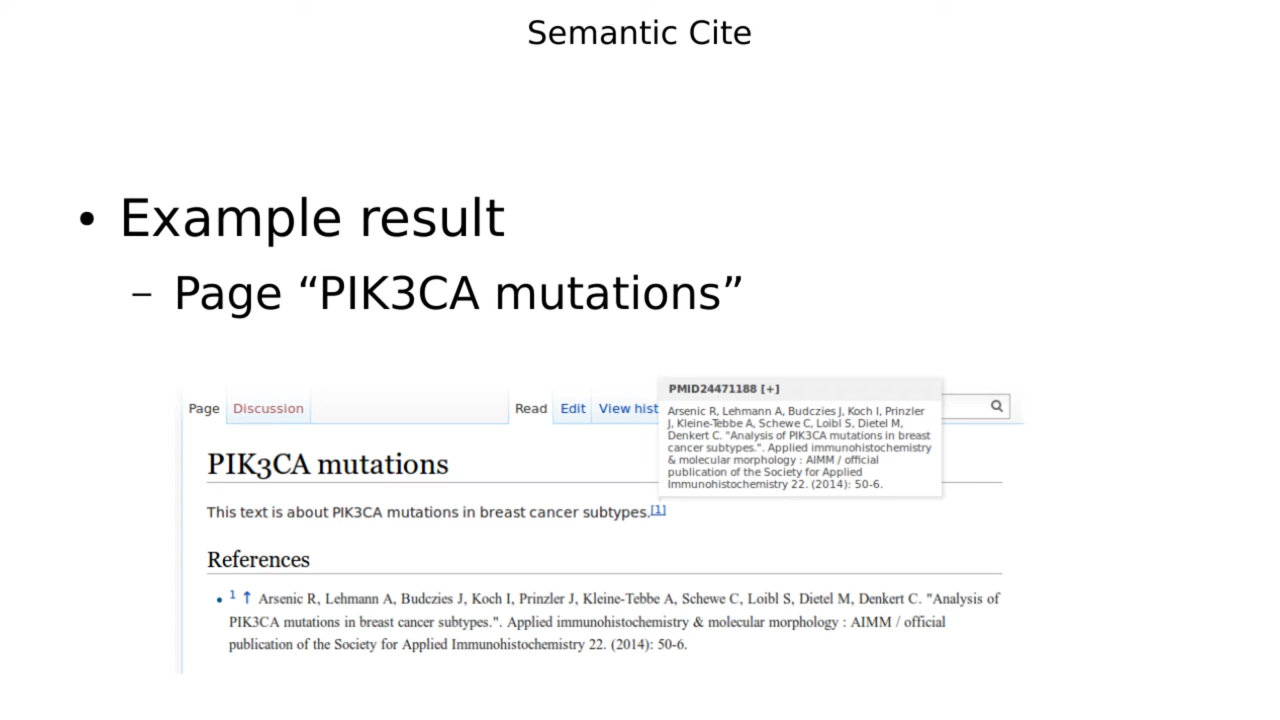 Semantic Cite
• Example result
– Page “PIK3CA mutations”
PMID24471188 [+]
Page Discussion Read Edit View hist
Arsenic R, Lehmann A, Budczies J, Koch I, Prinzler
J, Kleine-Tebbe A, Schewe C, Loibl S, Dietel M,
Denkert C. "Analysis of PIK3CA mutations in breast
cancer subtypes.". Applied immunohistochemistry
& molecular morphology : AIMM / official
publication of the Society for Applied
Immunohistochemistry 22. (2014): 50-6.
PIK3CA mutations
This text is about PIK3CA mutations in breast cancer subtypes.[1]
References
• 1 ↑ Arsenic R, Lehmann A, Budczies J, Koch I, Prinzler J, Kleine-Tebbe A, Schewe C, Loibl S, Dietel M, Denkert C. "Analysis of
PIK3CA mutations in breast cancer subtypes.". Applied immunohistochemistry & molecular morphology : AIMM / official
publication of the Society for Applied Immunohistochemistry 22. (2014): 50-6.